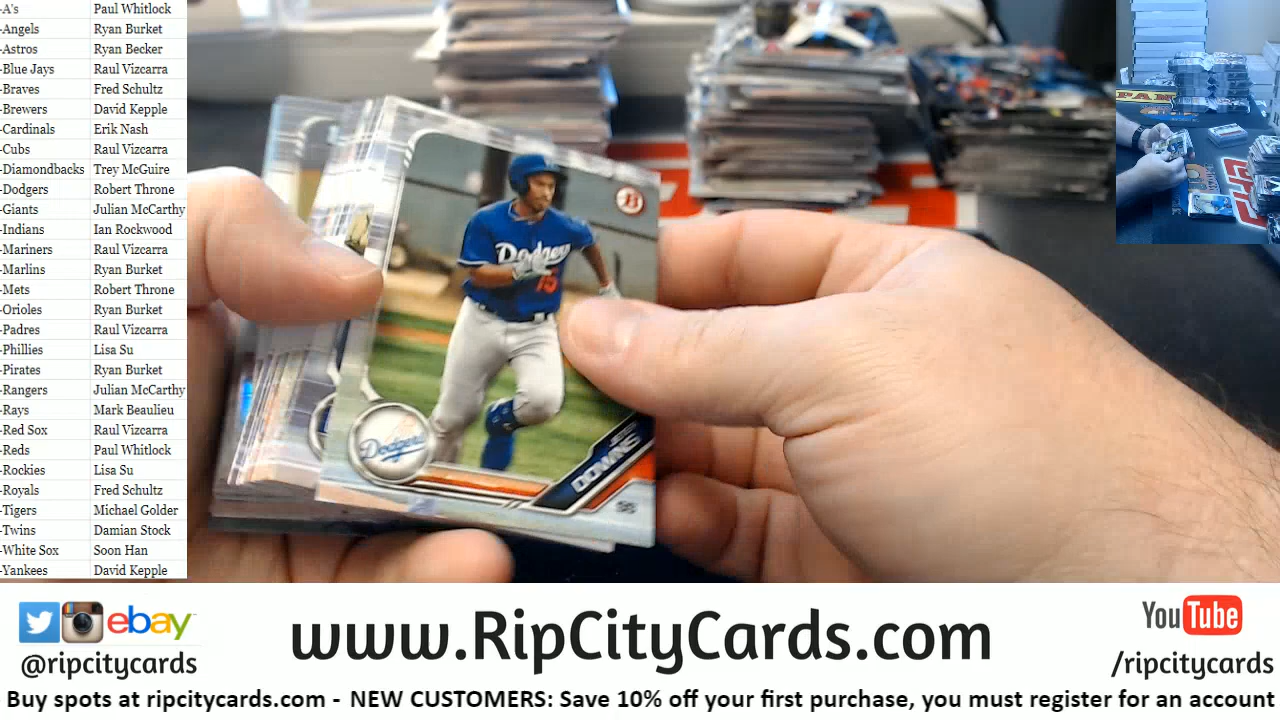 -A's Paul Whitlock
-Angels Ryan Burket
-Astros Ryan Becker
-Blue Jays Raul Vizcarra
-Braves Fred Schultz
-Brewers David Kepple
-Cardinals Erik Nash
-Cubs Raul Vizcarra
-Diamondbacks Trey McGuire
-Dodgers Robert Throne
-Giants Julian McCarthy
-Indians Ian Rockwood
-Mariners Raul Vizcarra
-Marlins Ryan Burket
-Mets Robert Throne
-Orioles Ryan Burket
-Padres Raul Vizcarra
-Phillies Lisa Su
-Pirates Ryan Burket
-Rangers Julian McCarthy
-Rays Mark Beaulieu
-Red Sox Raul Vizcarra
-Reds Paul Whitlock
-Rockies Lisa Su
-Royals Fred Schultz
-Tigers Michael Golder
-Twins Damian Stock
-White Sox Soon Han
-Yankees David Kepple
B
Dodgers
15
Dodgers
DOWNS
SS
ebay
@ripcitycards
www.RipCityCards.com
YouTube
/ripcitycards
Buy spots at ripcitycards.com - NEW CUSTOMERS: Save 10% off your first purchase, you must register for an account